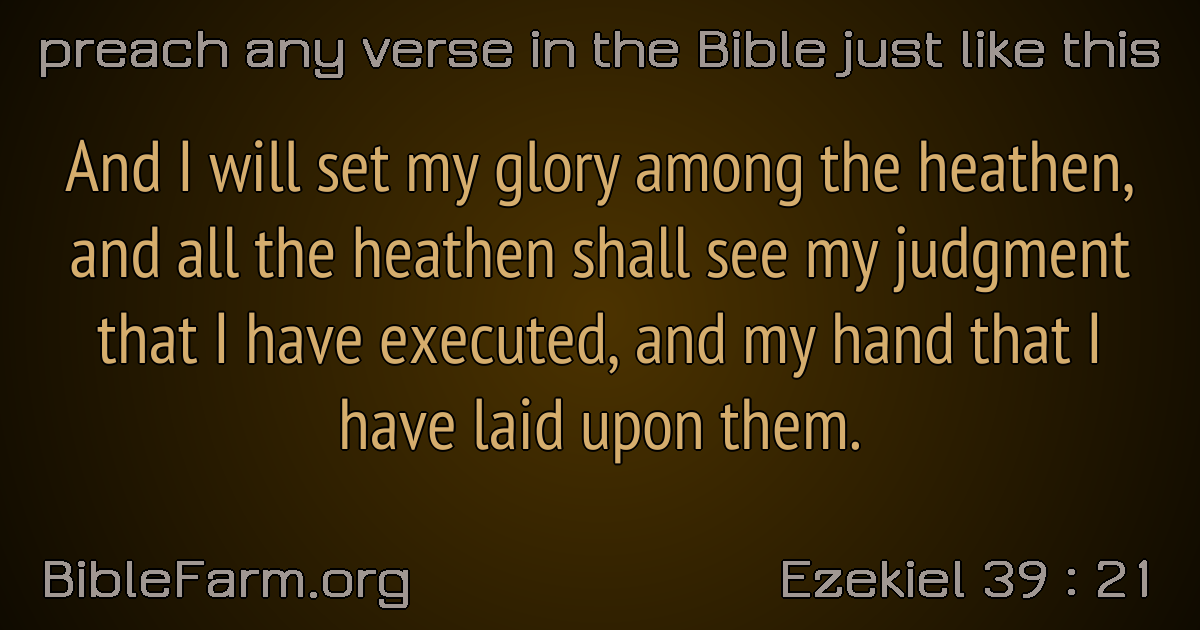 preach any verse in the Bible just like this
And I will set my glory among the heathen,
and all the heathen shall see my judgment
that I have executed, and my hand that I
have laid upon them.
BibleFarm.org
Ezekiel 39 : 21